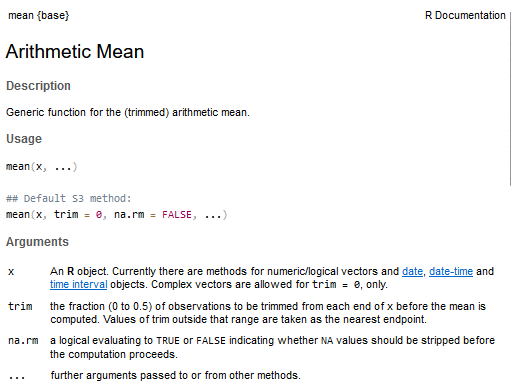 mean {base}
R Documentation
Arithmetic Mean
Description
Generic function for the (trimmed) arithmetic mean.
Usage
mean(x, ...)
## Default S3 method:
mean(x, trim = 0, na.rm = FALSE, ...)
Arguments
x An R object. Currently there are methods for numeric/logical vectors and date, date-time and
time interval objects. Complex vectors are allowed for trim = 0, only.
trim the fraction (0 to 0.5) of observations to be trimmed from each end of x before the mean is
computed. Values of trim outside that range are taken as the nearest endpoint.
na.rm a logical evaluating to TRUE or FALSE indicating whether NA values should be stripped before
the computation proceeds.
... further arguments passed to or from other methods.